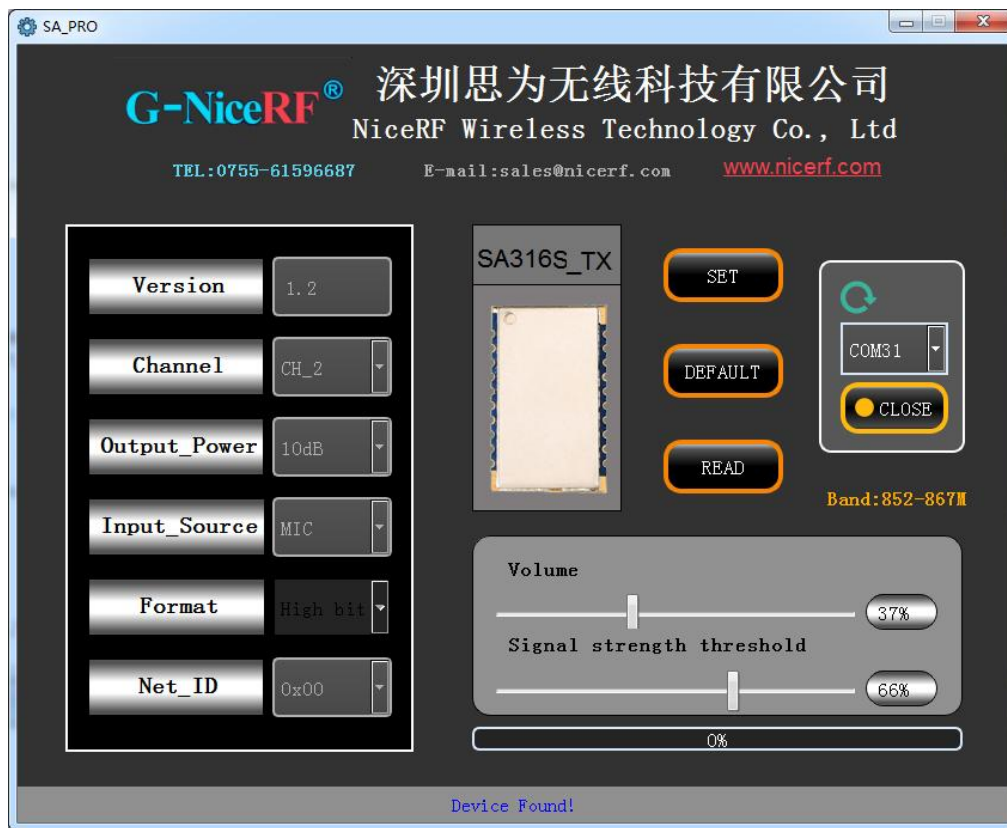 SA_PRO
G-NiceRF®
深圳思为无线科技有限公司
NiceRF Wireless Technology Co., Ltd
TEL:0755-61596687
E-mail:sales@nicerf.com
www.nicerf.com
Version
1.2
Channel
CH_2
Output_Power
10dB
Input_Source
MIC
Format
High bit
Net_ID
0x00
SA316S_TX
SET
DEFAULT
READ
COM31
CLOSE
Band:852-867M
Volume
37%
Signal strength threshold
66%
0%
Device Found!